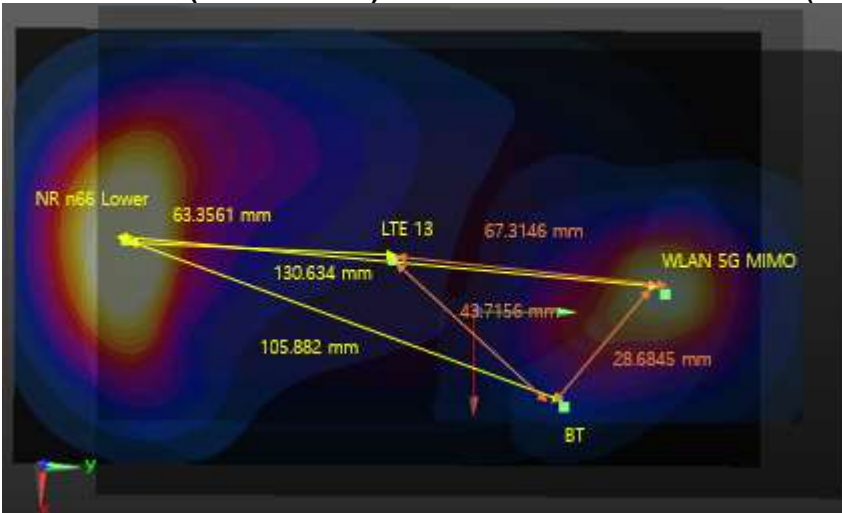 NR n66 Lower
63.3561 mm
LTE 13
67.3146 mm
WLAN 5G MIMO
130.634 mm
43.7156 mm
105.882 mm
28.6845 mm
BT
y